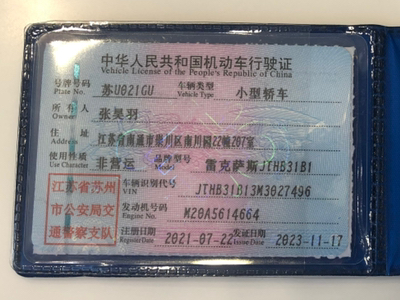 中华人民共和国机动车行驶证
Vehicle License of the People's Republic of China
号牌号码 苏U821GU 车辆类型 小型轿车
Plate No. Vehicle Type
所有人 张昊羽
Owner
住址 江苏省南通市崇川区南川园22幢207室
Address
使用性质 非营运 品牌型号 雷克萨斯JTHB31B1
Use Character Model
江苏省苏州
市公安局交
通警察支队
车辆识别代号 JTHB31B13M3027496
VIN
发动机号码 M20A5614664
Engine No.
注册日期 2021-07-22 发证日期 2023-11-17
Register Date Issue Date